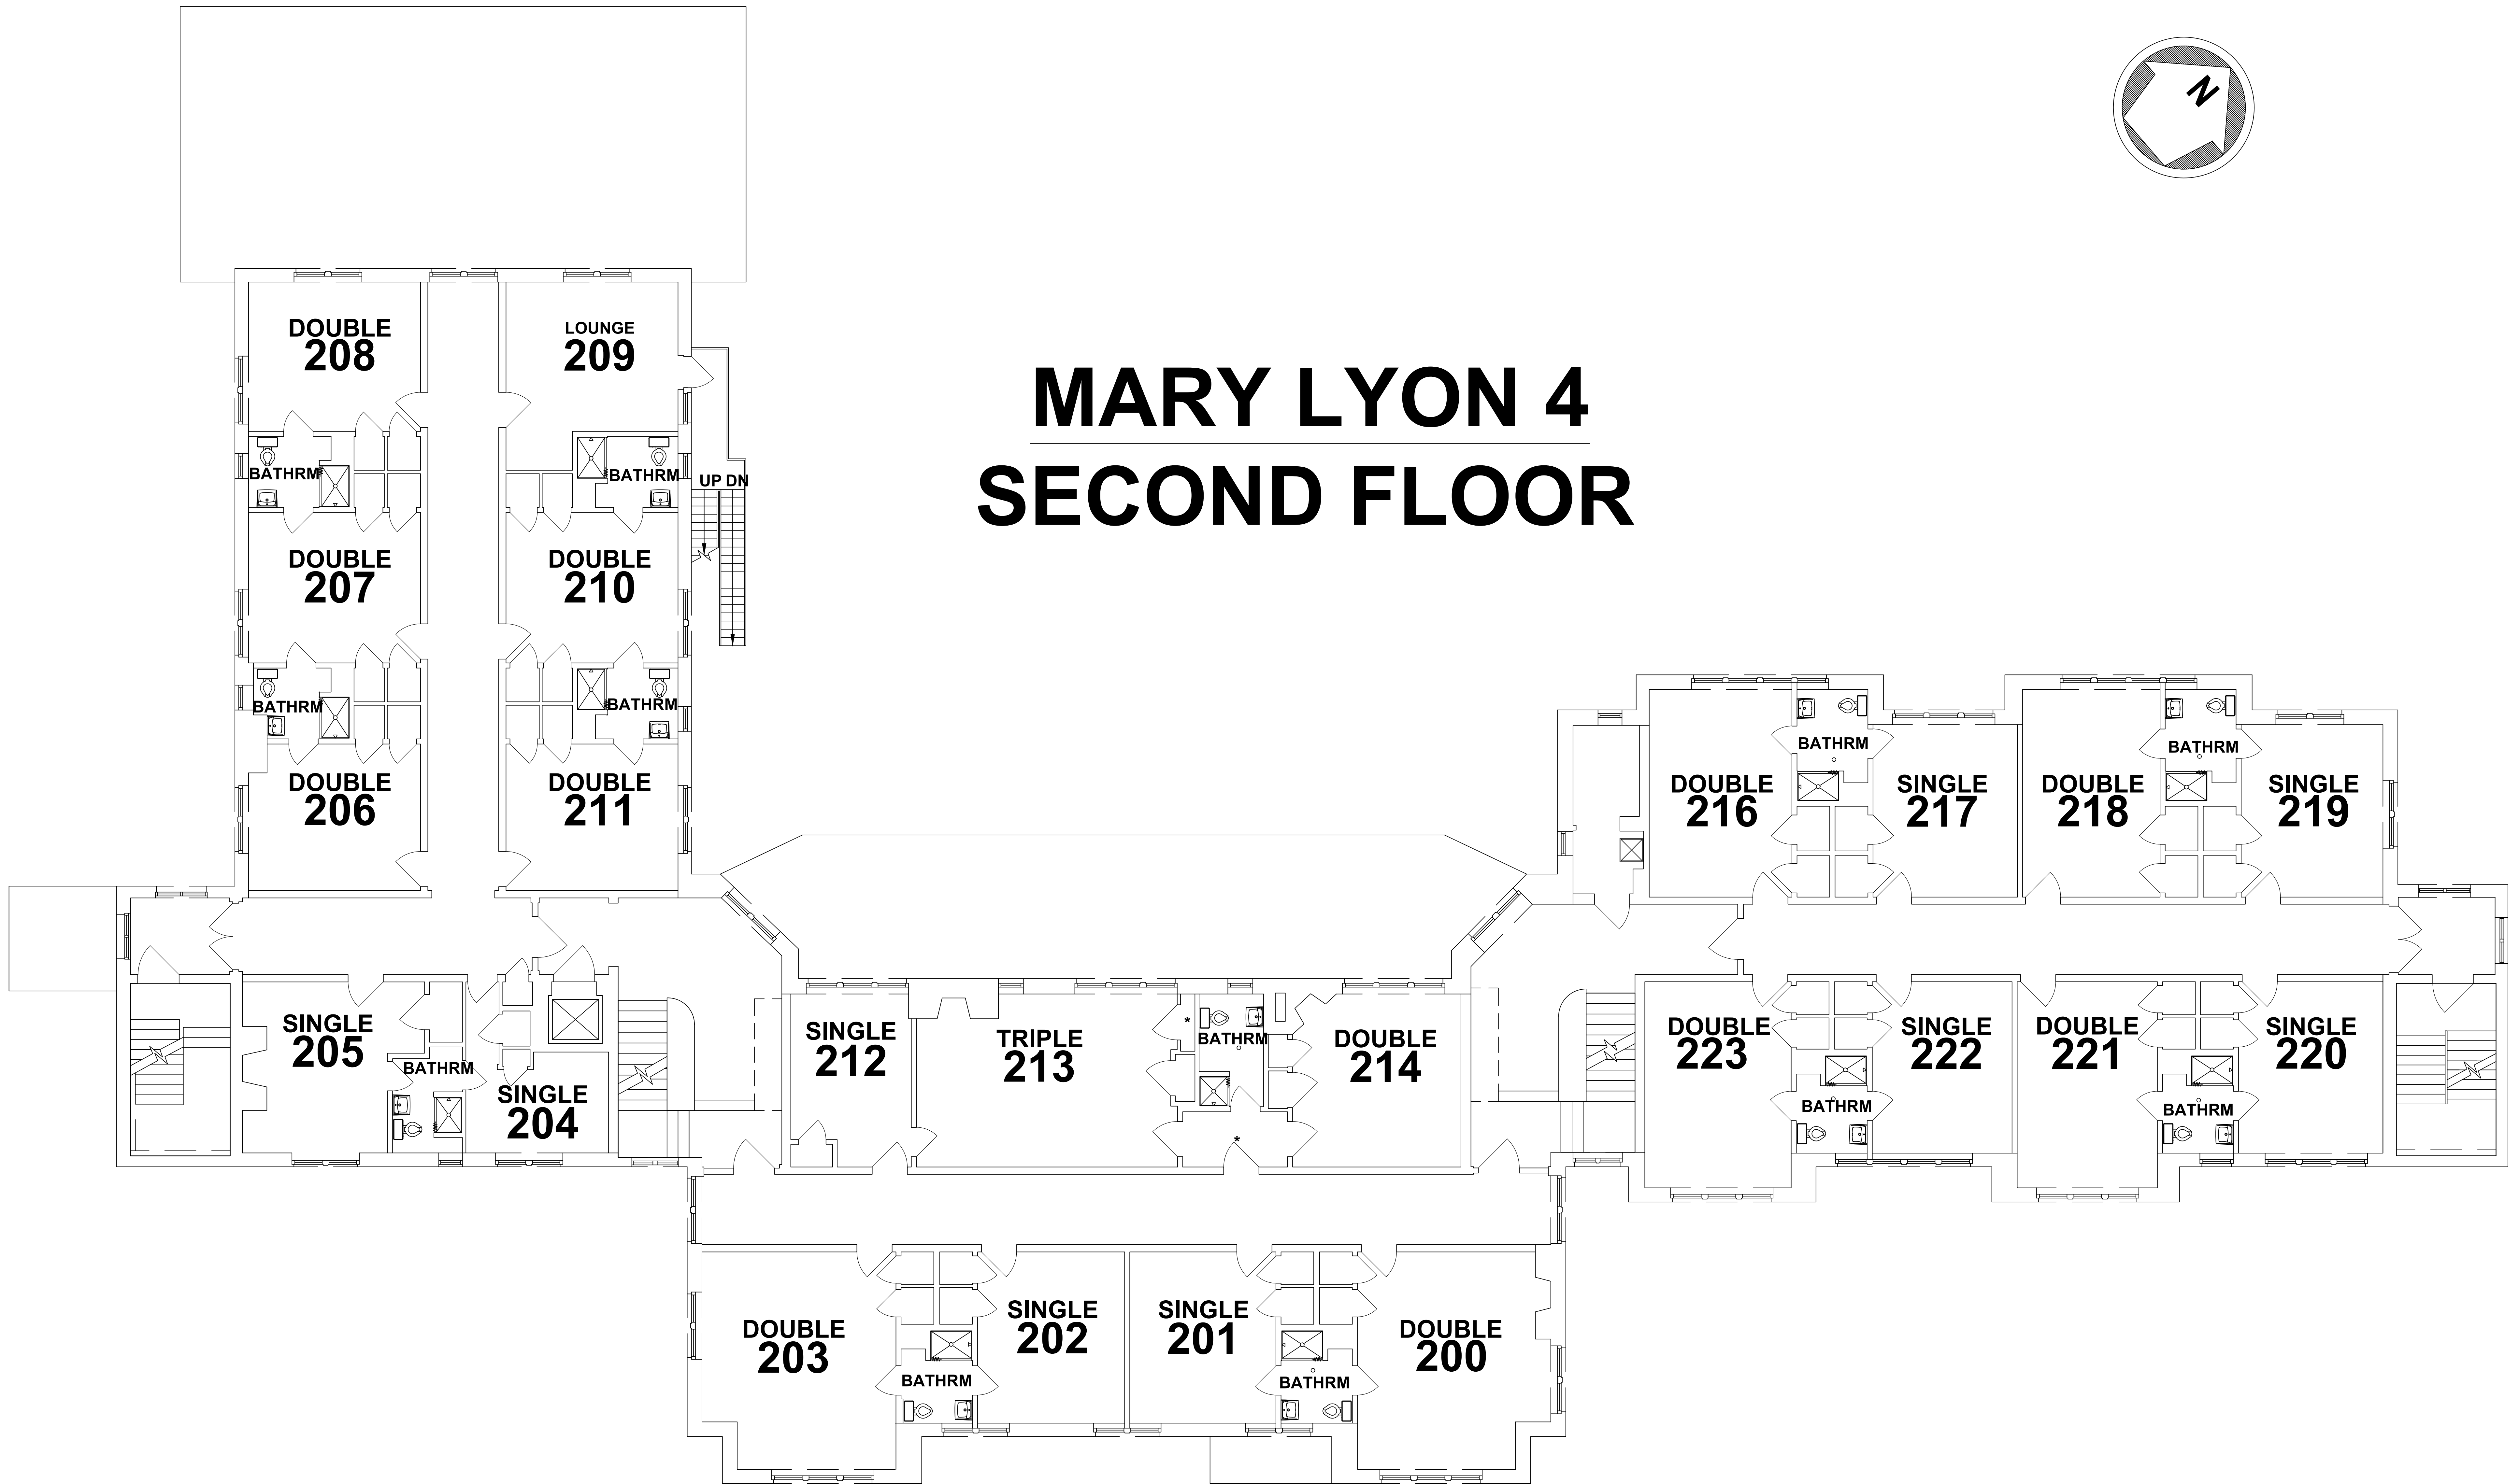 N
MARY LYON 4
SECOND FLOOR
DOUBLE
208
LOUNGE
209
BATHRM
BATHRM
UP DN
DOUBLE
207
DOUBLE
210
BATHRM
BATHRM
DOUBLE
206
DOUBLE
211
BATHRM
BATHRM
DOUBLE
216
SINGLE
217
DOUBLE
218
SINGLE
219
SINGLE
205
BATHRM
SINGLE
204
SINGLE
212
TRIPLE
213
*
BATHRM
*
DOUBLE
214
DOUBLE
223
SINGLE
222
DOUBLE
221
SINGLE
220
BATHRM
BATHRM
DOUBLE
203
SINGLE
202
SINGLE
201
DOUBLE
200
BATHRM
BATHRM